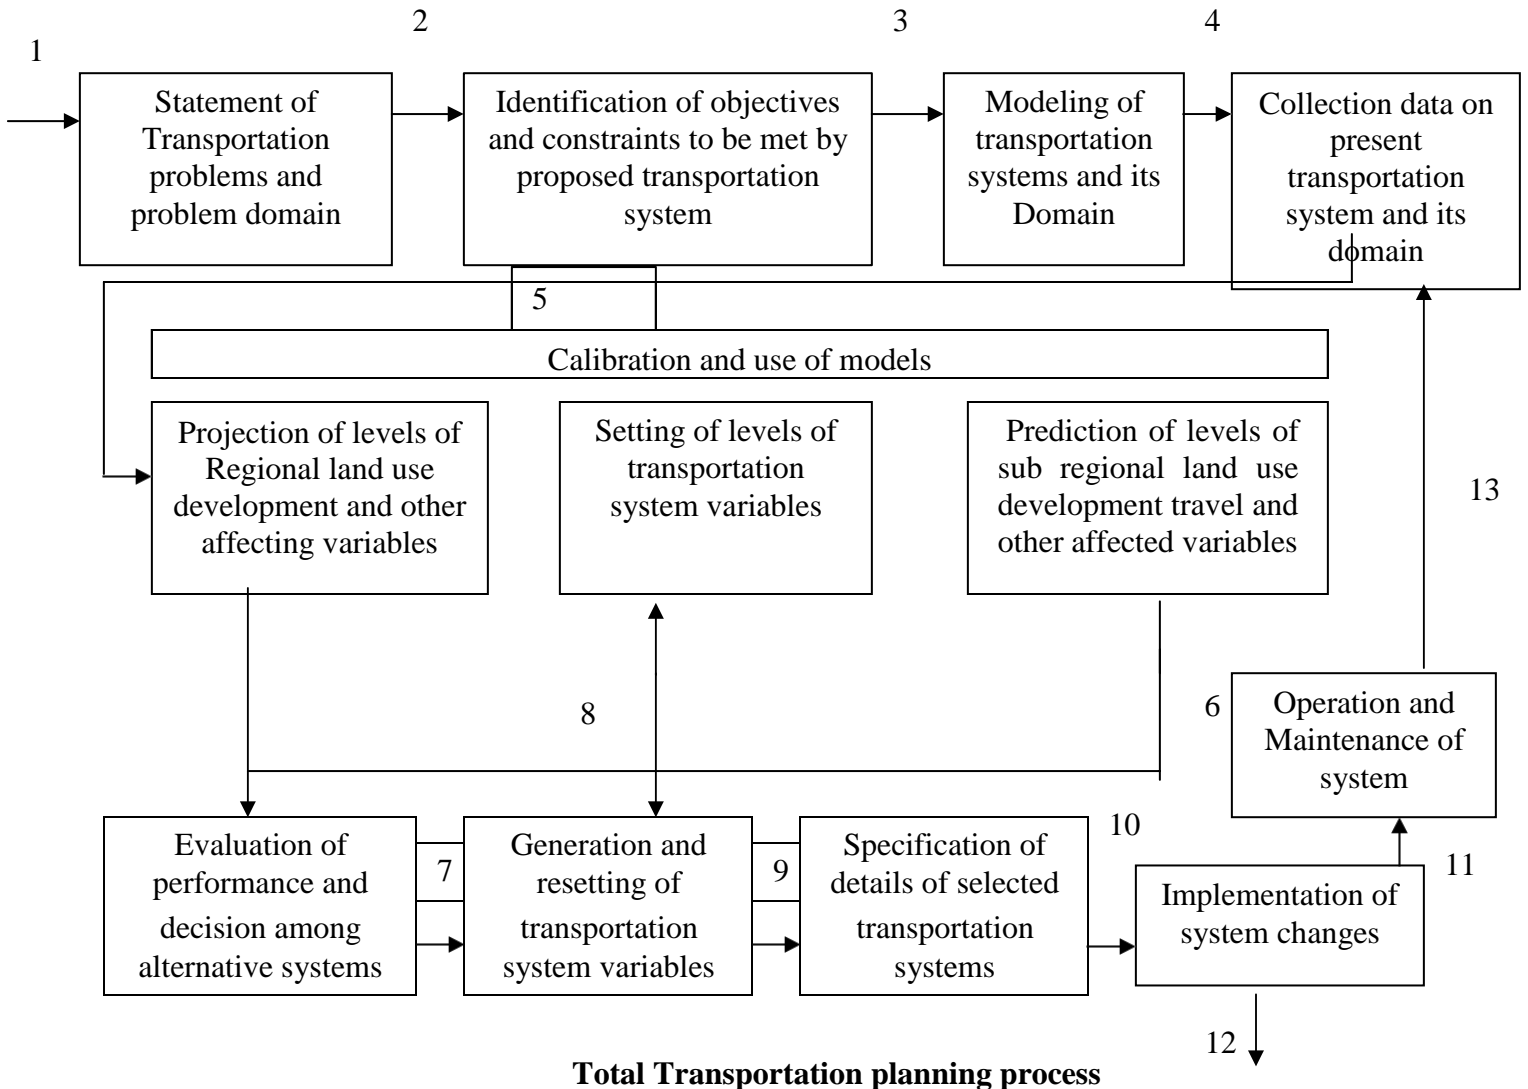 1
2
3
4
Statement of
Transportation
problems and
problem domain
Identification of objectives
and constraints to be met by
proposed transportation
system
Modeling of
transportation
systems and its
Domain
Collection data on
present
transportation
system and its
domain
5
Calibration and use of models
Projection of levels of
Regional land use
development and other
affecting variables
Setting of levels of
transportation
system variables
Prediction of levels of
sub regional land use
development travel and
other affected variables
13
8
6
Operation and
Maintenance of
system
Evaluation of
performance and
decision among
alternative systems
7
Generation and
resetting of
transportation
system variables
9
Specification of
details of selected
transportation
systems
10
Implementation of
system changes
11
12
Total Transportation planning process